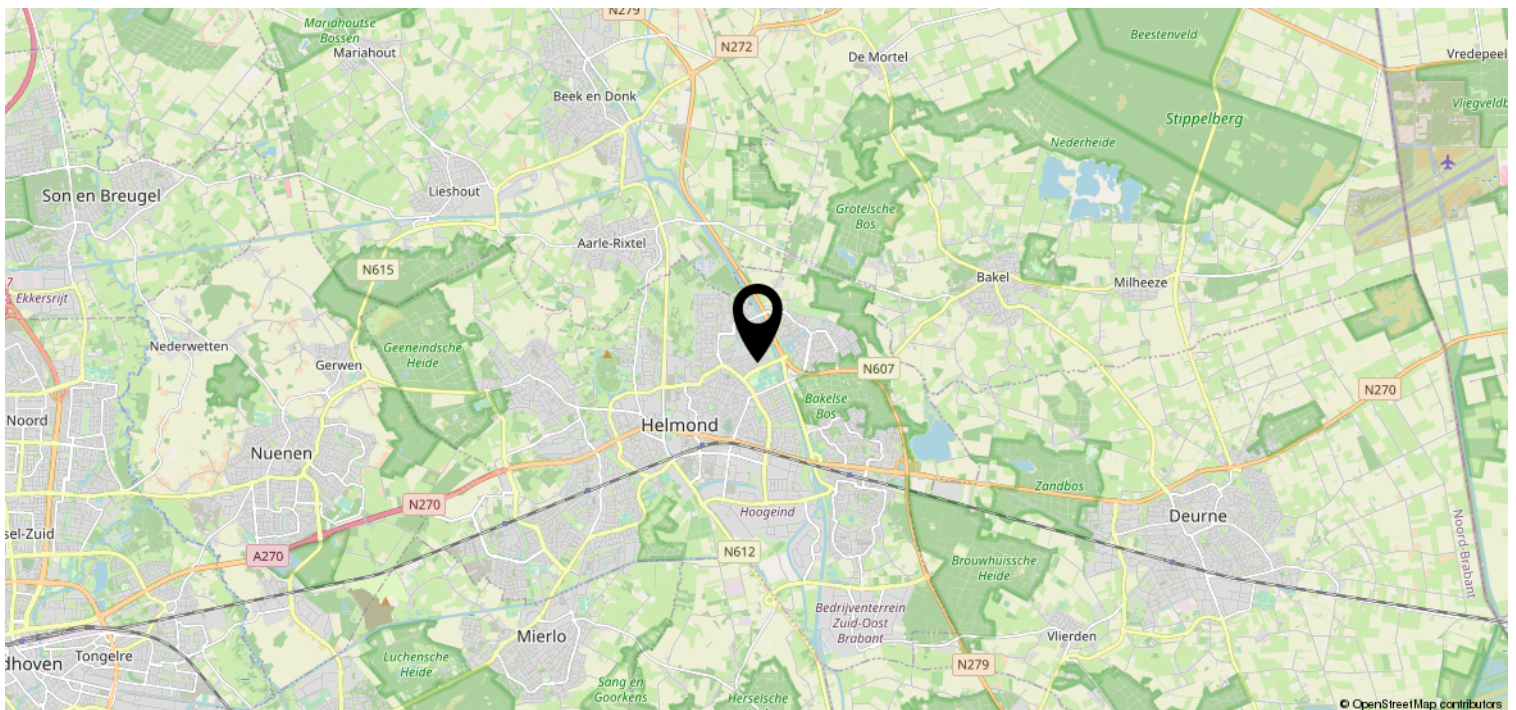 N279
Mariahoutse
Bossen
Mariahout
N272
De Mortel
Beestenveld
Vredepeel
Beek en Donk
Vliegveldb
Stippelberg
Nederheide
Son en Breugel
Lieshout
Grotelsche
Bos
Aarle-Rixtel
N615
Bakel
Milheeze
7
Ekkersrijt
Nederwetten
Geeneindsche
Heide
Gerwen
N607
N270
Bakelse
Bos
Noord
Helmond
Nuenen
Zandbos
N270
Hoogeind
Deurne
sel-Zuid
A270
N612
Brouwhuissche
Heide
Noord-Brabant
Bedrijventerrein
Zuid-Oost
Brabant
Mierlo
Vlierden
dhoven
Tongelre
Luchensche
Heide
N279
Sang en
Goorkens
Herselsche
© OpenStreetMap contributors